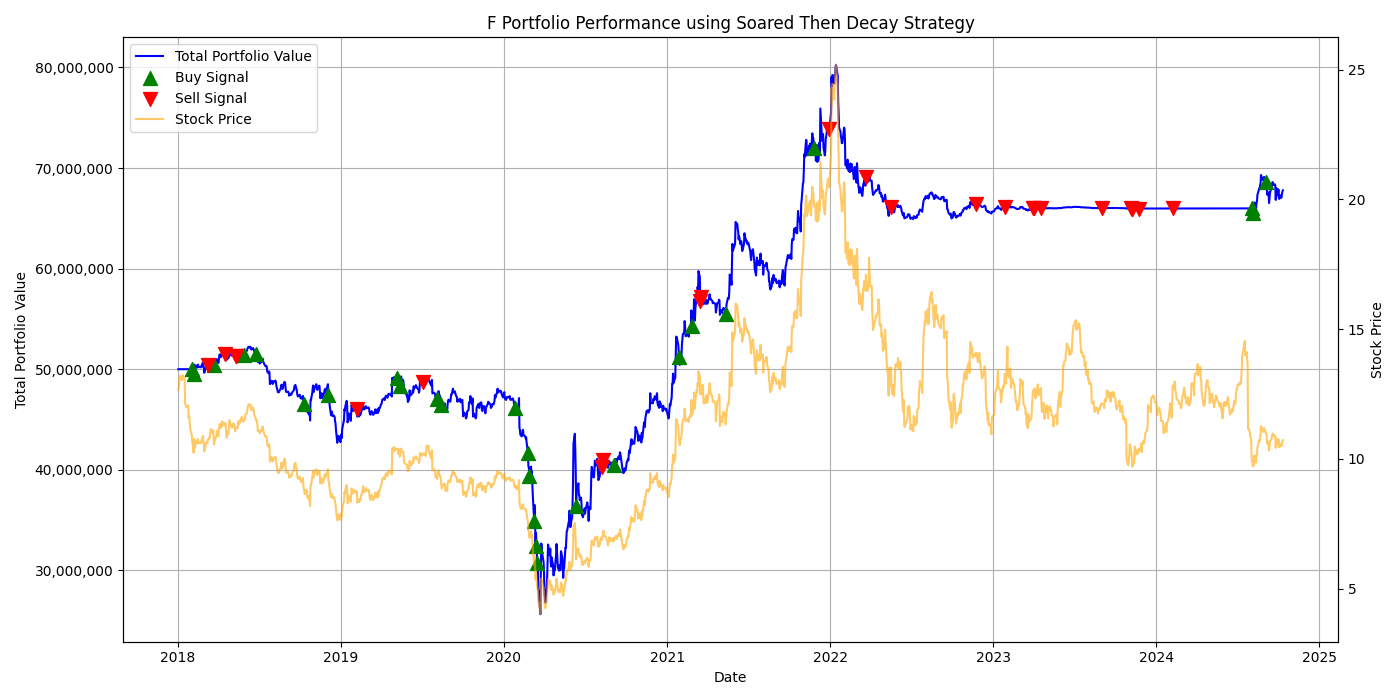 F Portfolio Performance using Soared Then Decay Strategy
Total Portfolio Value
Buy Signal
Sell Signal
Stock Price
80,000,000
70,000,000
60,000,000
50,000,000
40,000,000
30,000,000
Total Portfolio Value
25
20
15
10
5
Stock Price
2018
2019
2020
2021
2022
2023
2024
2025
Date